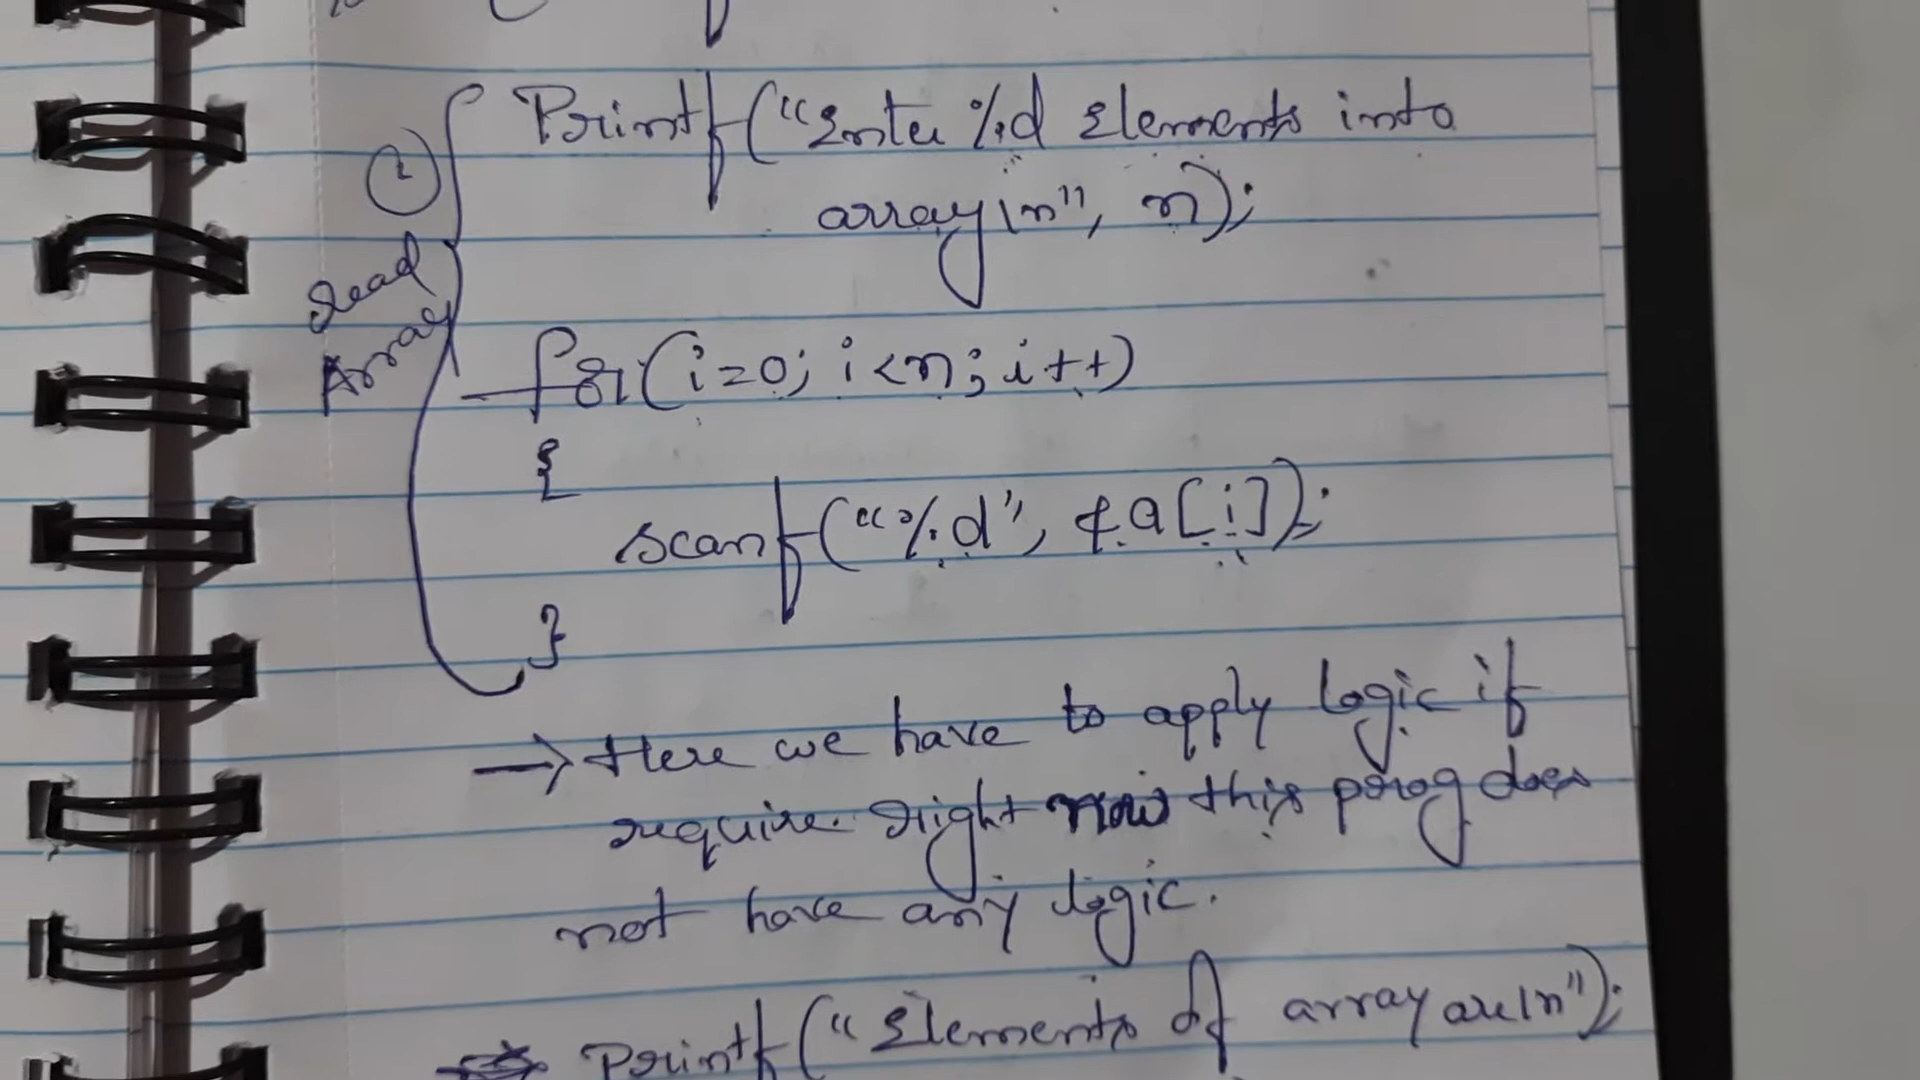 Printf("Enter %d Elements into
array\n", n);
②
Read
Array
for(i=0; i<n; i++)
{
scanf("%d", &a[i]);
}
→ Here we have to apply logic if
require. Right now this prog does
not have any logic.
Printf("Elements of array are\n");